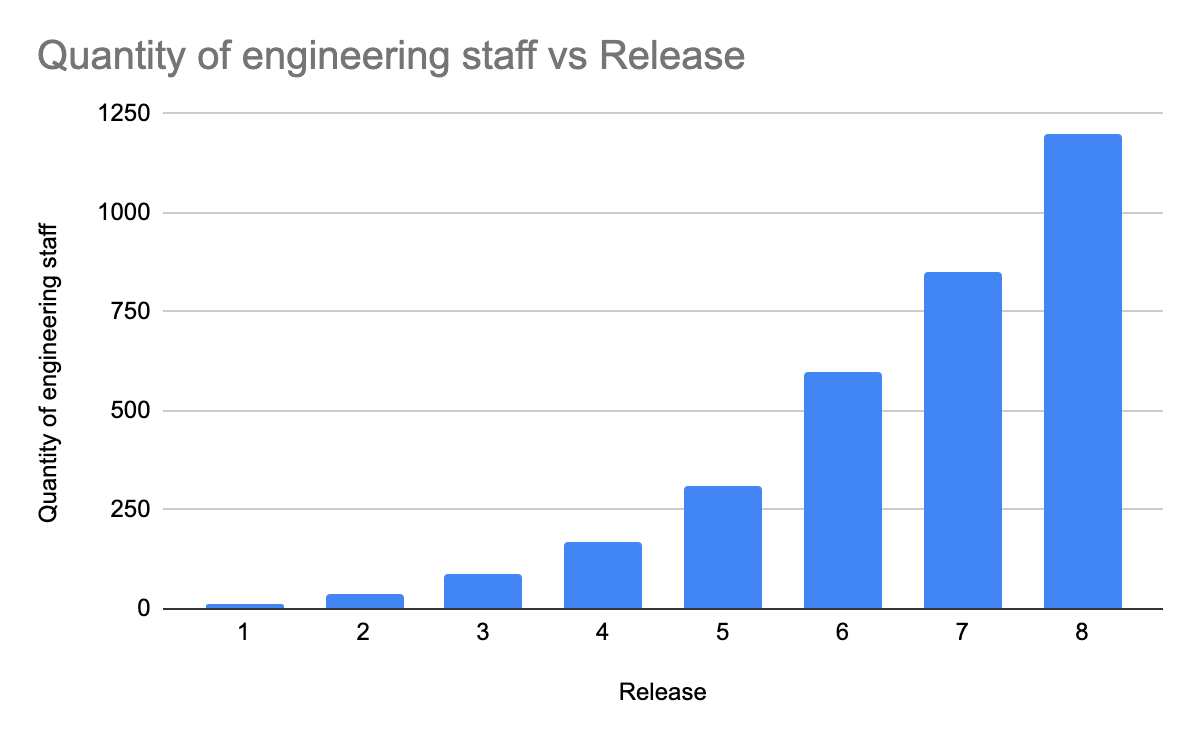 Quantity of engineering staff vs Release
1250
1000
750
500
250
0
Quantity of engineering staff
1 2 3 4 5 6 7 8
Release